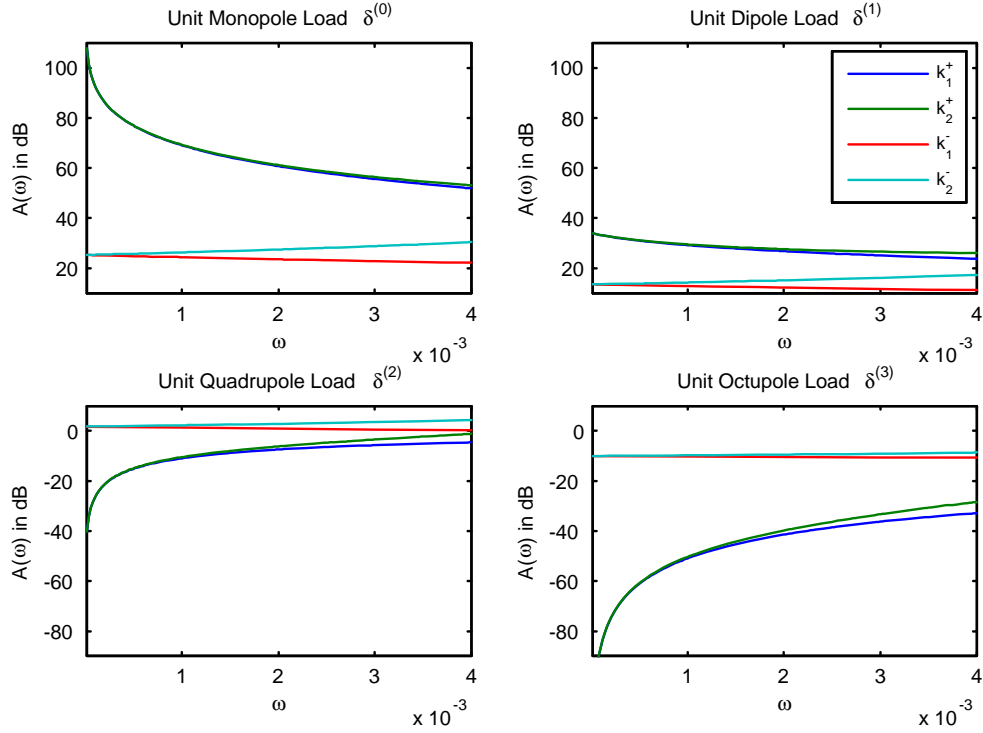 Unit Monopole Load δ(0)
A(ω) in dB
100
80
60
40
20
1 2 3 4
x 10-3
ω
Unit Dipole Load δ(1)
A(ω) in dB
100
80
60
40
20
k1+
k2+
k1-
k2-
1 2 3 4
x 10-3
ω
Unit Quadrupole Load δ(2)
A(ω) in dB
0
-20
-40
-60
-80
1 2 3 4
x 10-3
ω
Unit Octupole Load δ(3)
A(ω) in dB
0
-20
-40
-60
-80
1 2 3 4
x 10-3
ω